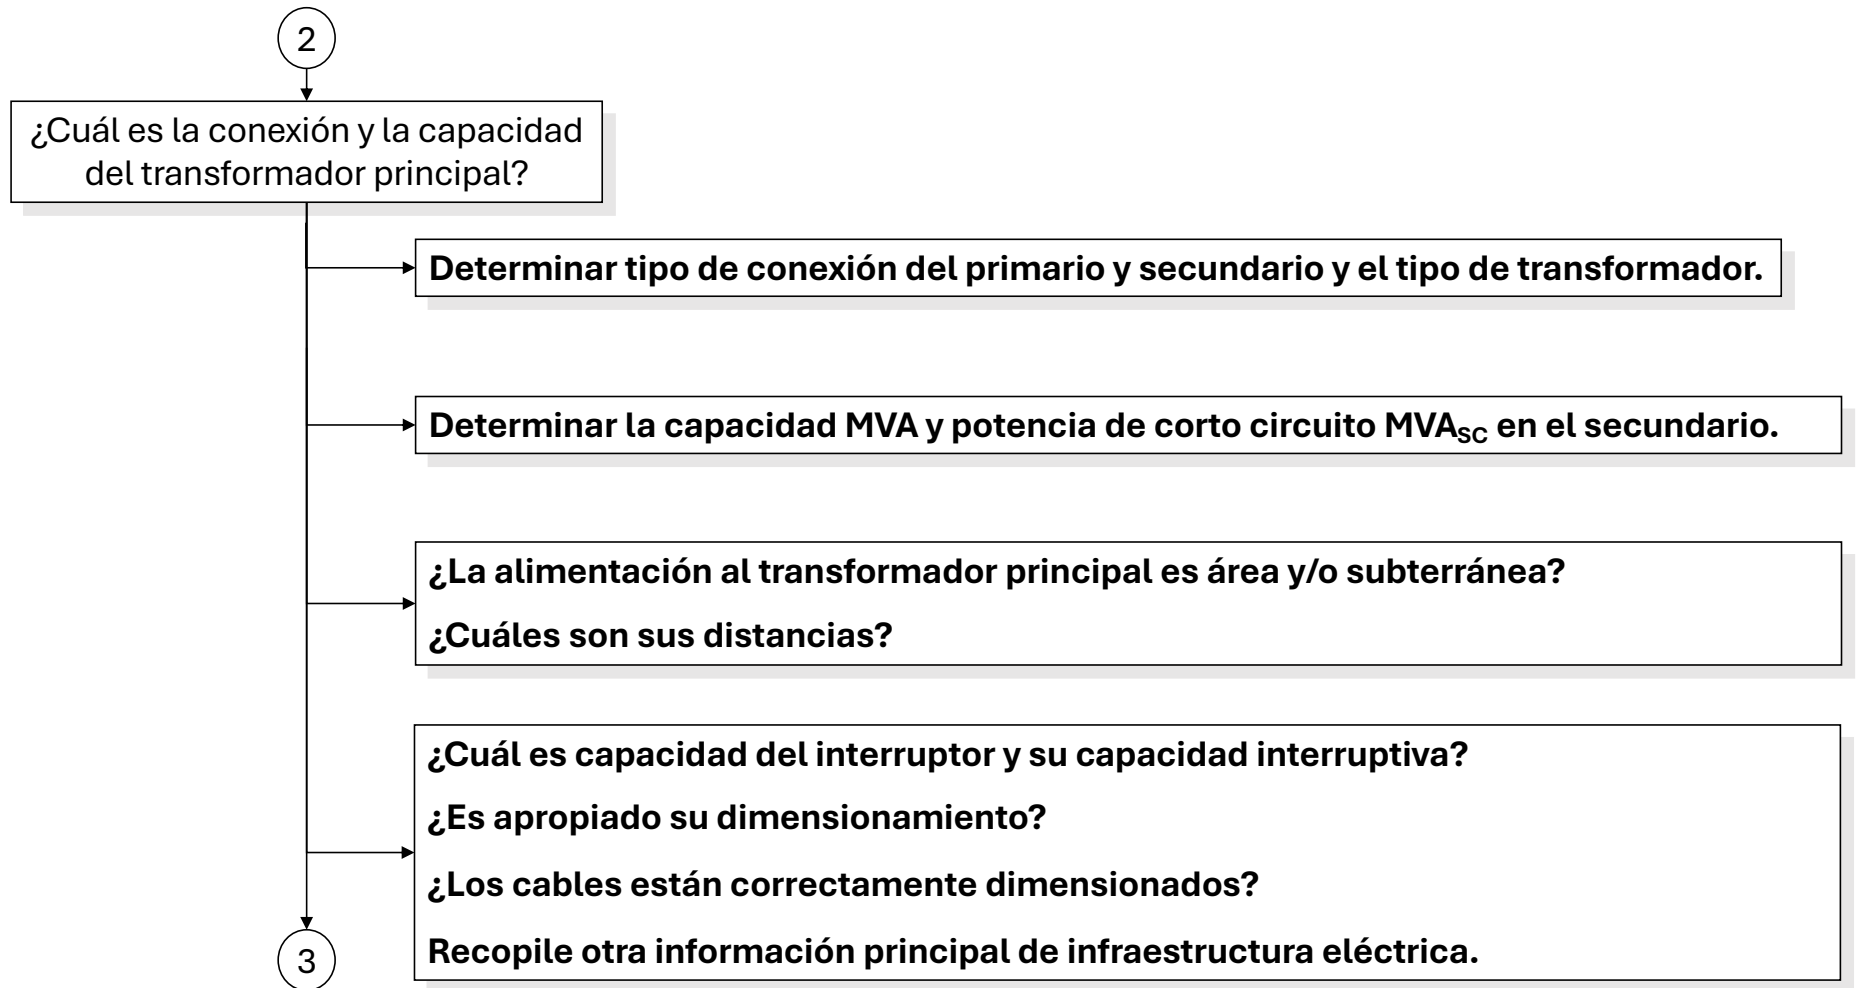 2
¿Cuál es la conexión y la capacidad
del transformador principal?
Determinar tipo de conexión del primario y secundario y el tipo de transformador.
Determinar la capacidad MVA y potencia de corto circuito MVA_SC en el secundario.
¿La alimentación al transformador principal es área y/o subterránea?
¿Cuáles son sus distancias?
¿Cuál es capacidad del interruptor y su capacidad interruptiva?
¿Es apropiado su dimensionamiento?
¿Los cables están correctamente dimensionados?
Recopile otra información principal de infraestructura eléctrica.
3